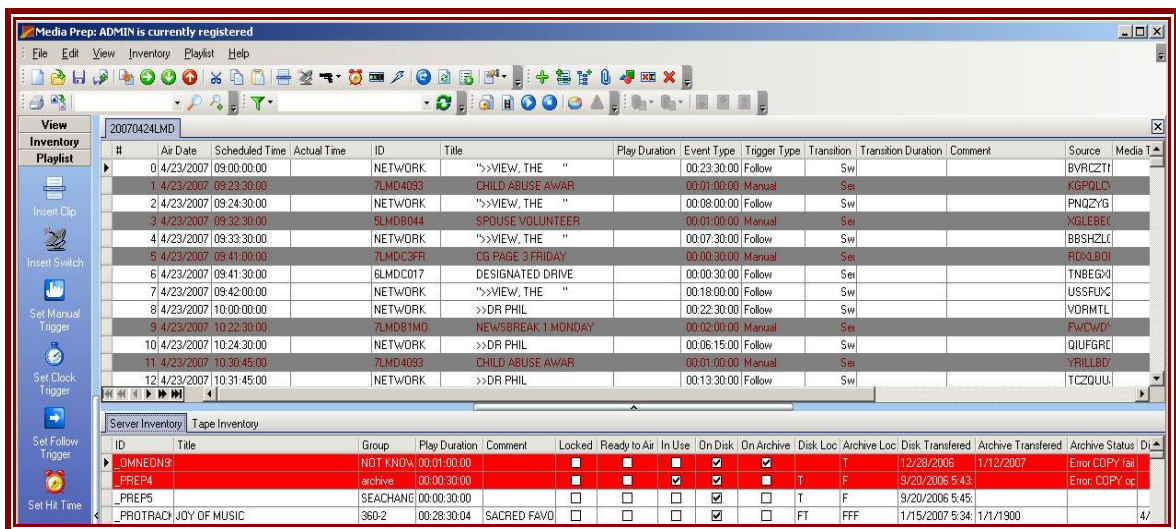 Media Prep: ADMIN is currently registered
File Edit View Inventory Playlist Help
View
Inventory
Playlist
Insert Clip
Insert Switch
Set Manual Trigger
Set Clock Trigger
Set Follow Trigger
Set Hit Time
20070424LMD
# Air Date Scheduled Time Actual Time ID Title Play Duration Event Type Trigger Type Transition Transition Duration Comment Source Media T
0 4/23/2007 09:00:00:00 NETWORK ">>VIEW, THE " 00:23:30:00 Follow Sw BVRCZTI
1 4/23/2007 09:23:30:00 7LMD4093 CHILD ABUSE AWAR 00:01:00:00 Manual Ser KGPQLO
2 4/23/2007 09:24:30:00 NETWORK ">>VIEW, THE " 00:08:00:00 Follow Sw PNQZYG
3 4/23/2007 09:32:30:00 5LMDB044 SPOUSE VOLUNTEER 00:01:00:00 Manual Ser XGLEBE
4 4/23/2007 09:33:30:00 NETWORK ">>VIEW, THE " 00:07:30:00 Follow Sw BBSHZL
5 4/23/2007 09:41:00:00 7LMDC3FR CG PAGE 3 FRIDAY 00:00:30:00 Manual Ser RDXLBOI
6 4/23/2007 09:41:30:00 6LMDC017 DESIGNATED DRIVE 00:00:30:00 Follow Ser TNBEGXI
7 4/23/2007 09:42:00:00 NETWORK ">>VIEW, THE " 00:18:00:00 Follow Sw USSFUX
8 4/23/2007 10:00:00:00 NETWORK >>DR PHIL 00:22:30:00 Follow Sw VORMTL
9 4/23/2007 10:22:30:00 7LMDB1MO NEWSBREAK 1 MONDAY 00:02:00:00 Manual Ser FWCWD
10 4/23/2007 10:24:30:00 NETWORK >>DR PHIL 00:06:15:00 Follow Sw QIUFGRE
11 4/23/2007 10:30:45:00 7LMD4093 CHILD ABUSE AWAR 00:01:00:00 Manual Ser YRILLBD
12 4/23/2007 10:31:45:00 NETWORK >>DR PHIL 00:13:30:00 Follow Sw TCZQUU
Server Inventory Tape Inventory
ID Title Group Play Duration Comment Locked Ready to Air In Use On Disk On Archive Disk Loc Archive Loc Disk Transfered Archive Transfered Archive Status Di
_OMNEON9 NOT KNOW 00:01:00:00 T 12/28/2006 1/12/2007 Error COPY fail
_PREP4 archive 00:00:30:00 T F 9/20/2006 5:43: Error: COPY op
_PREP5 SEACHANG 00:00:30:00 T F 9/20/2006 5:45:
_PROTRACK JOY OF MUSIC 360-2 00:28:30:04 SACRED FAVO FT FFF 1/15/2007 5:34: 1/1/1900 4/